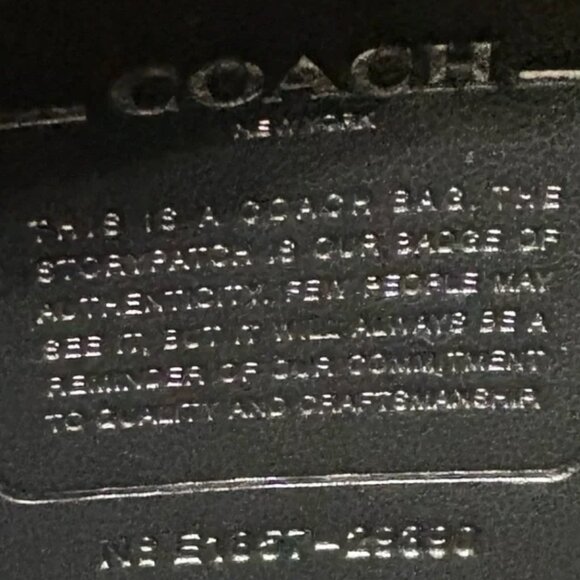 COACH
NEW YORK
THIS IS A COACH BAG. THE
STORYPATCH IS OUR BADGE OF
AUTHENTICITY. FEW PEOPLE MAY
SEE IT, BUT IT WILL ALWAYS BE A
REMINDER OF OUR COMMITMENT
TO QUALITY AND CRAFTSMANSHIP